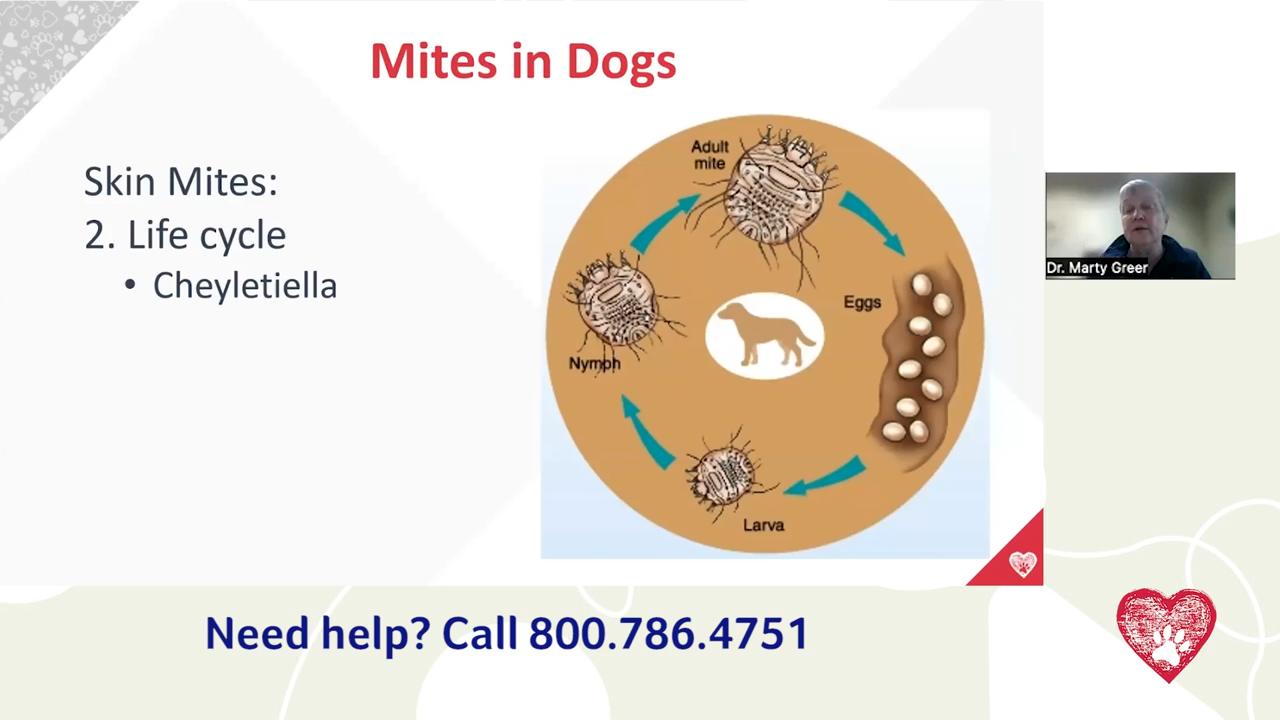 Mites in Dogs
Skin Mites:
2. Life cycle
• Cheyletiella
Adult
mite
Eggs
Nymph
Larva
Dr. Marty Greer
Need help? Call 800.786.4751